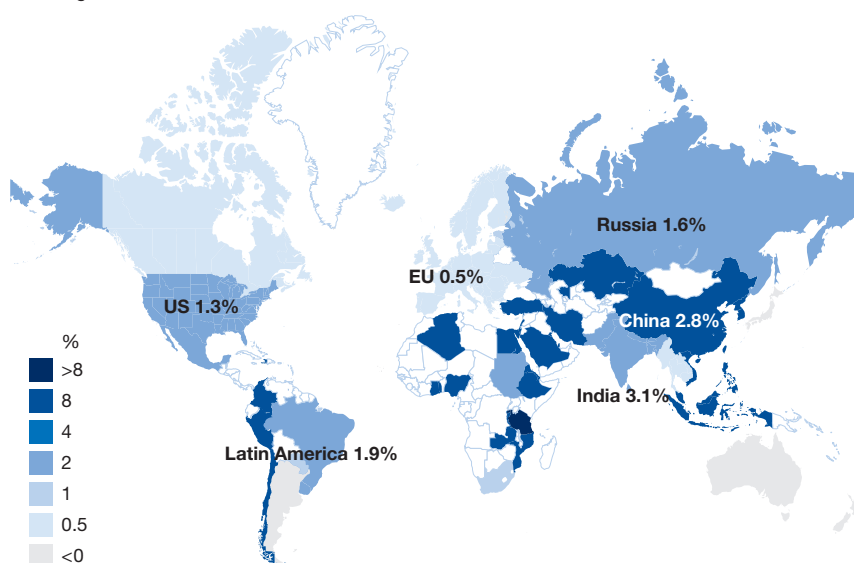 Russia 1.6%
EU 0.5%
US 1.3%
China 2.8%
India 3.1%
Latin America 1.9%
%
>8
8
4
2
1
0.5
<0